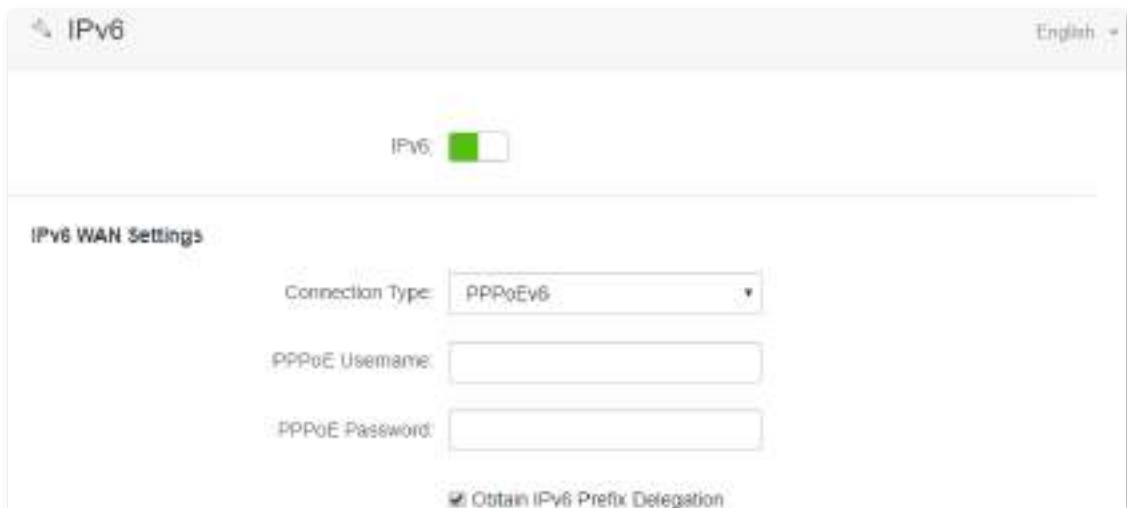 IPv6
English
IPv6:
IPv6 WAN Settings
Connection Type: PPPoEv6
PPPoE Username:
PPPoE Password:
Obtain IPv6 Prefix Delegation